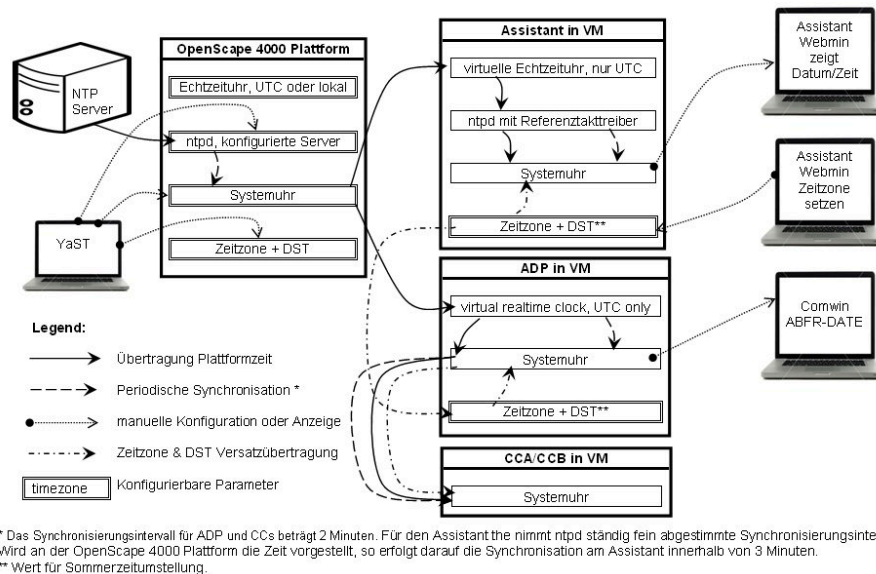 OpenScape 4000 Plattform
Echtzeituhr, UTC oder lokal
ntpd, konfigurierte Server
Systemuhr
Zeitzone + DST
NTP
Server
YaST
Assistant in VM
virtuelle Echtzeituhr, nur UTC
ntpd mit Referenztakttreiber
Systemuhr
Zeitzone + DST**
ADP in VM
virtual realtime clock, UTC only
Systemuhr
Zeitzone + DST**
CCA/CCB in VM
Systemuhr
Assistant
Webmin
zeigt
Datum/Zeit
Assistant
Webmin
Zeitzone
setzen
Comwin
ABFR-DATE
Legend:
Übertragung Plattformzeit
Periodische Synchronisation *
manuelle Konfiguration oder Anzeige
Zeitzone & DST Versatzübertragung
timezone
Konfigurierbare Parameter
* Das Synchronisierungsintervall für ADP und CCs beträgt 2 Minuten. Für den Assistant the nimmt ntpd ständig fein abgestimmte Synchronisierungsinte
Wird an der OpenScape 4000 Plattform die Zeit vorgestellt, so erfolgt darauf die Synchronisation am Assistant innerhalb von 3 Minuten.
** Wert für Sommerzeitumstellung.